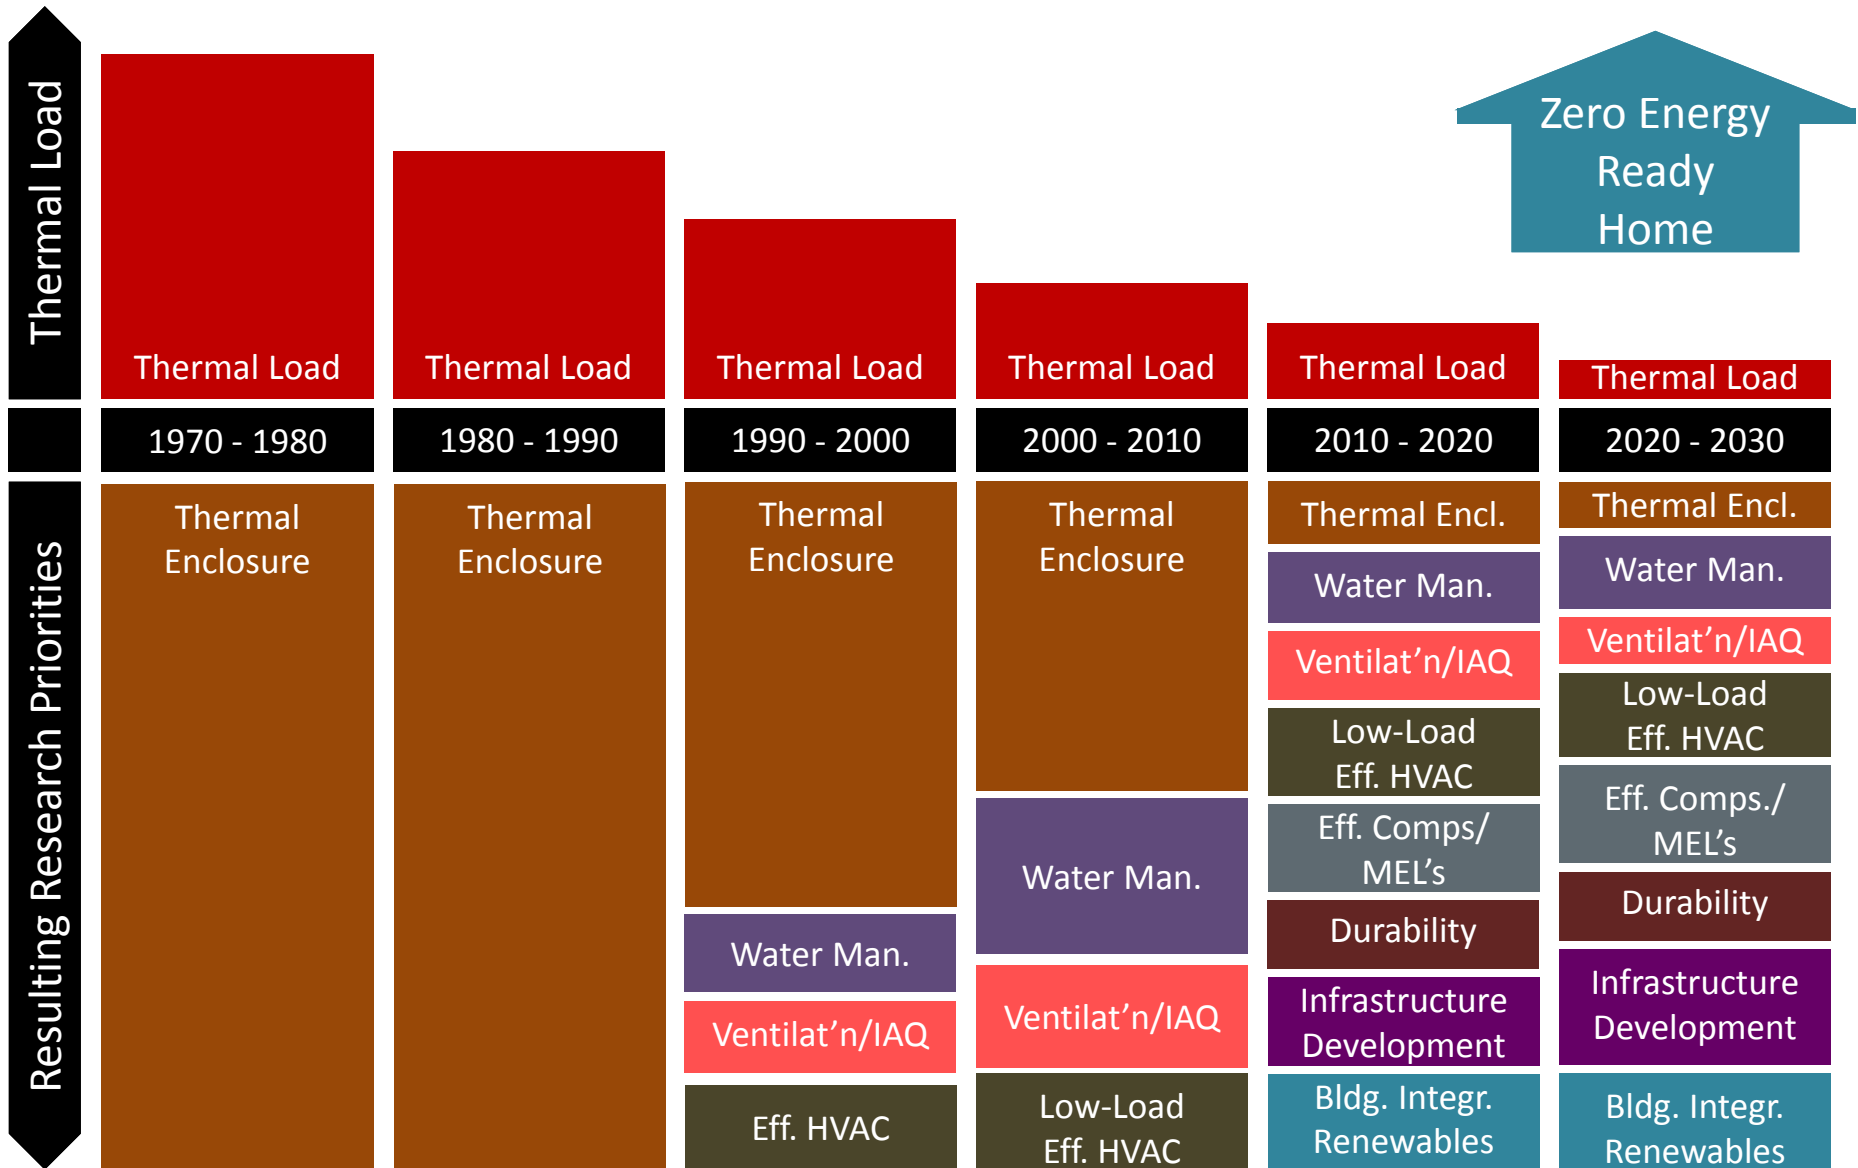 Thermal Load
Zero Energy
Ready
Home
Thermal Load
Thermal Load
Thermal Load
Thermal Load
Thermal Load
Thermal Load
1970 - 1980
1980 - 1990
1990 - 2000
2000 - 2010
2010 - 2020
2020 - 2030
Resulting Research Priorities
Thermal
Enclosure
Thermal
Enclosure
Thermal
Enclosure
Water Man.
Ventilat’n/IAQ
Eff. HVAC
Thermal
Enclosure
Water Man.
Ventilat’n/IAQ
Low-Load
Eff. HVAC
Thermal Encl.
Water Man.
Ventilat’n/IAQ
Low-Load
Eff. HVAC
Eff. Comps/
MEL’s
Durability
Infrastructure
Development
Bldg. Integr.
Renewables
Thermal Encl.
Water Man.
Ventilat’n/IAQ
Low-Load
Eff. HVAC
Eff. Comps./
MEL’s
Durability
Infrastructure
Development
Bldg. Integr.
Renewables